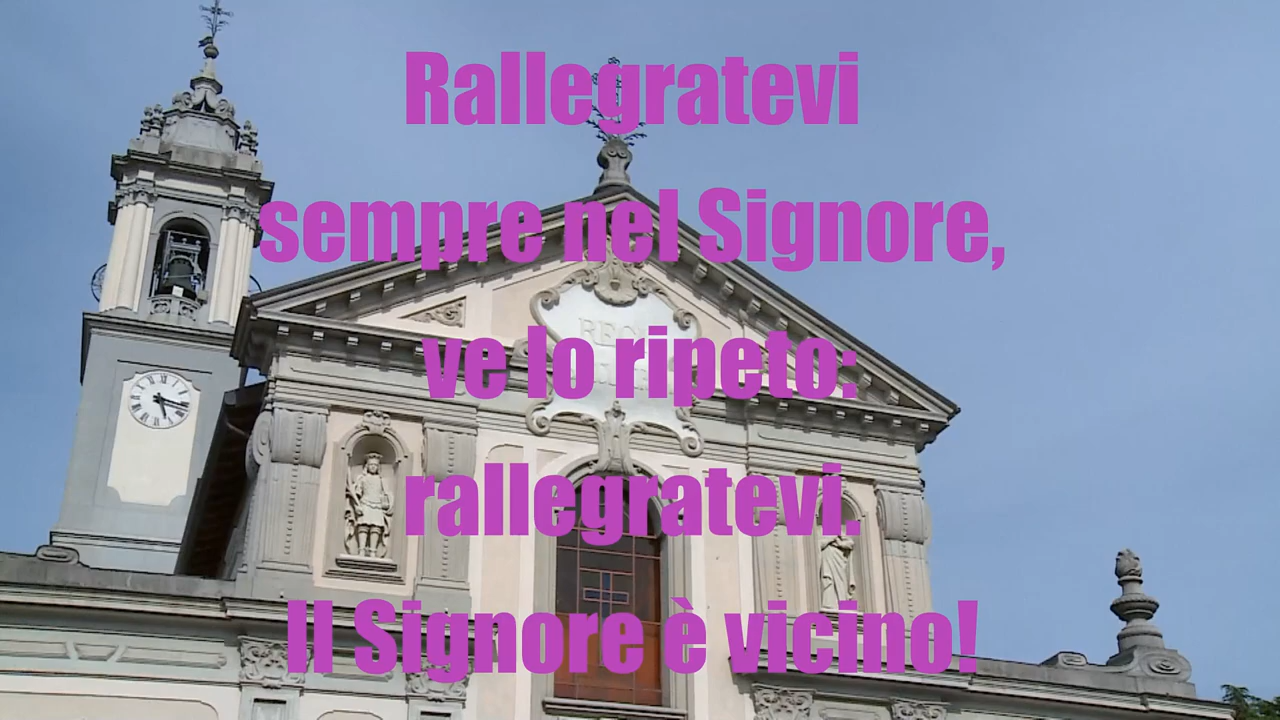 Rallegratevi
sempre nel Signore,
ve lo ripeto:
rallegratevi.
Il Signore è vicino!